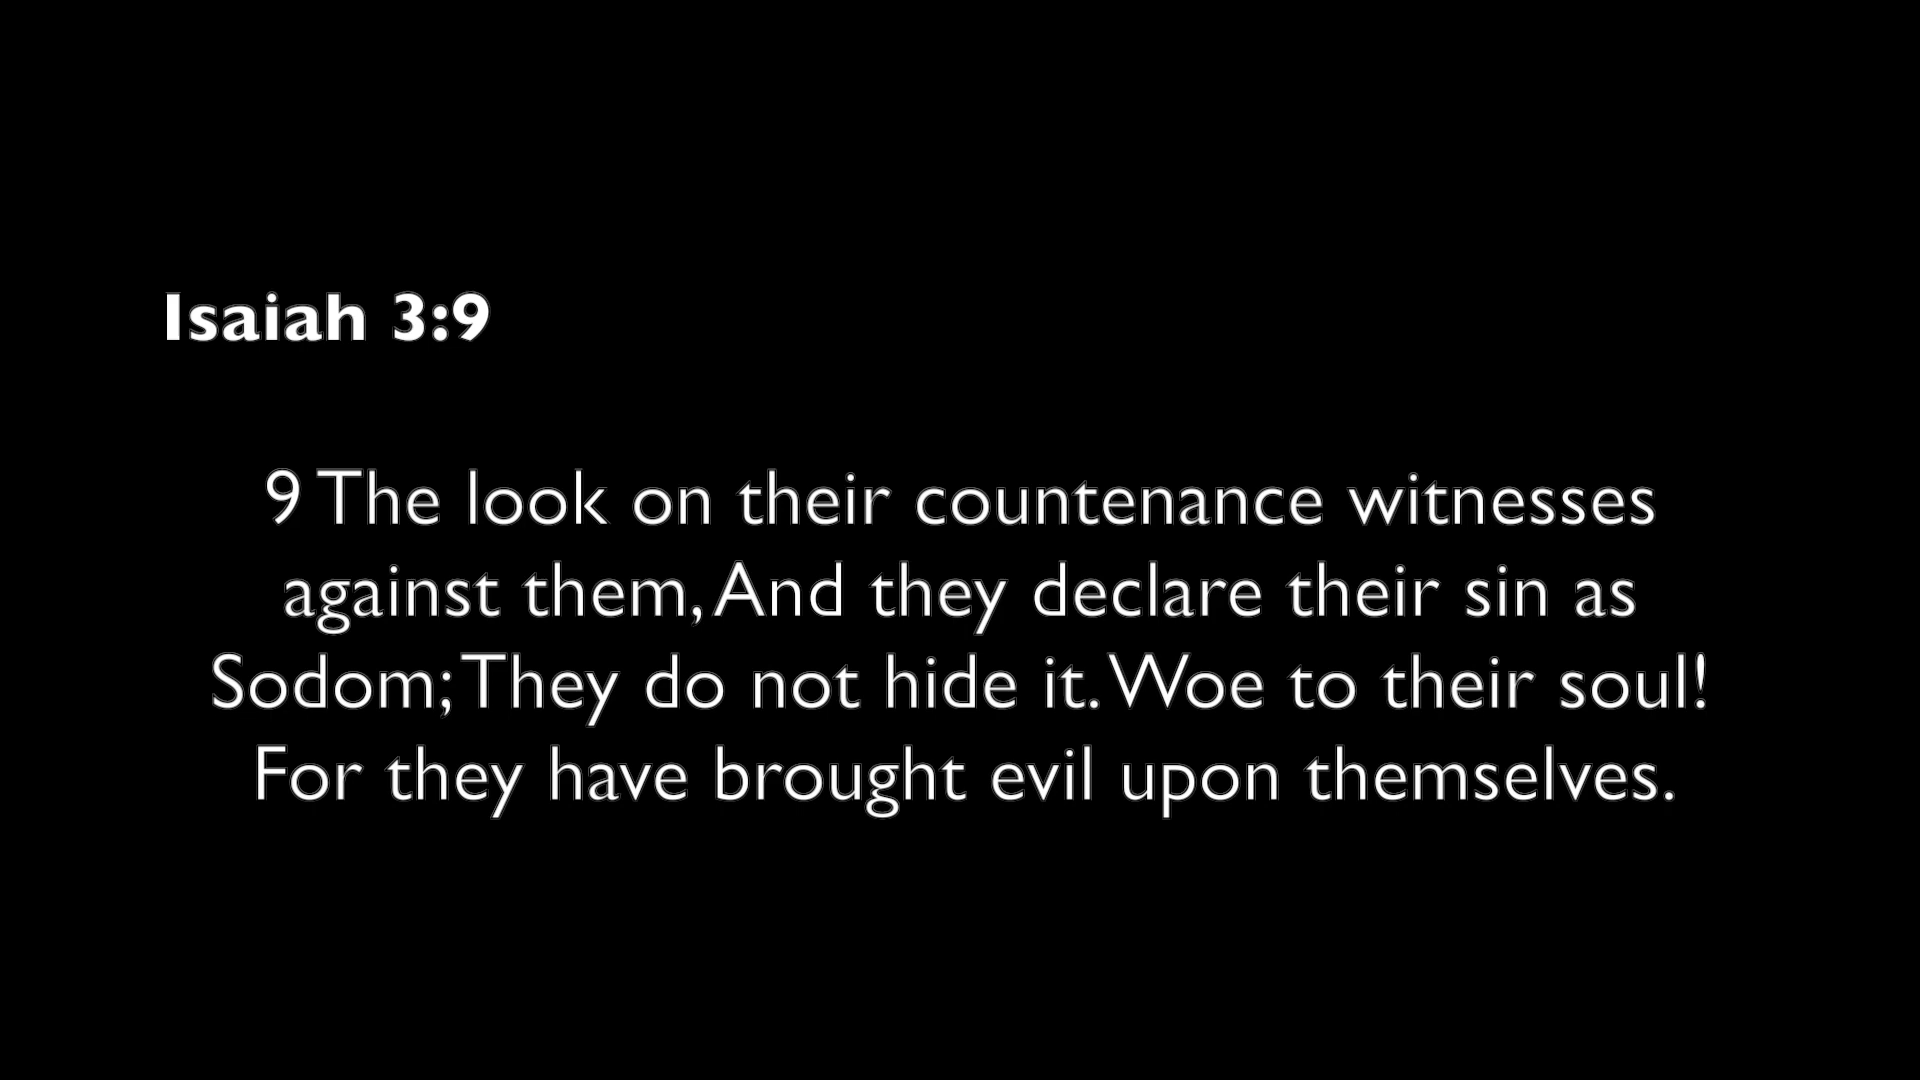 Isaiah 3:9
9 The look on their countenance witnesses
against them, And they declare their sin as
Sodom; They do not hide it. Woe to their soul!
For they have brought evil upon themselves.